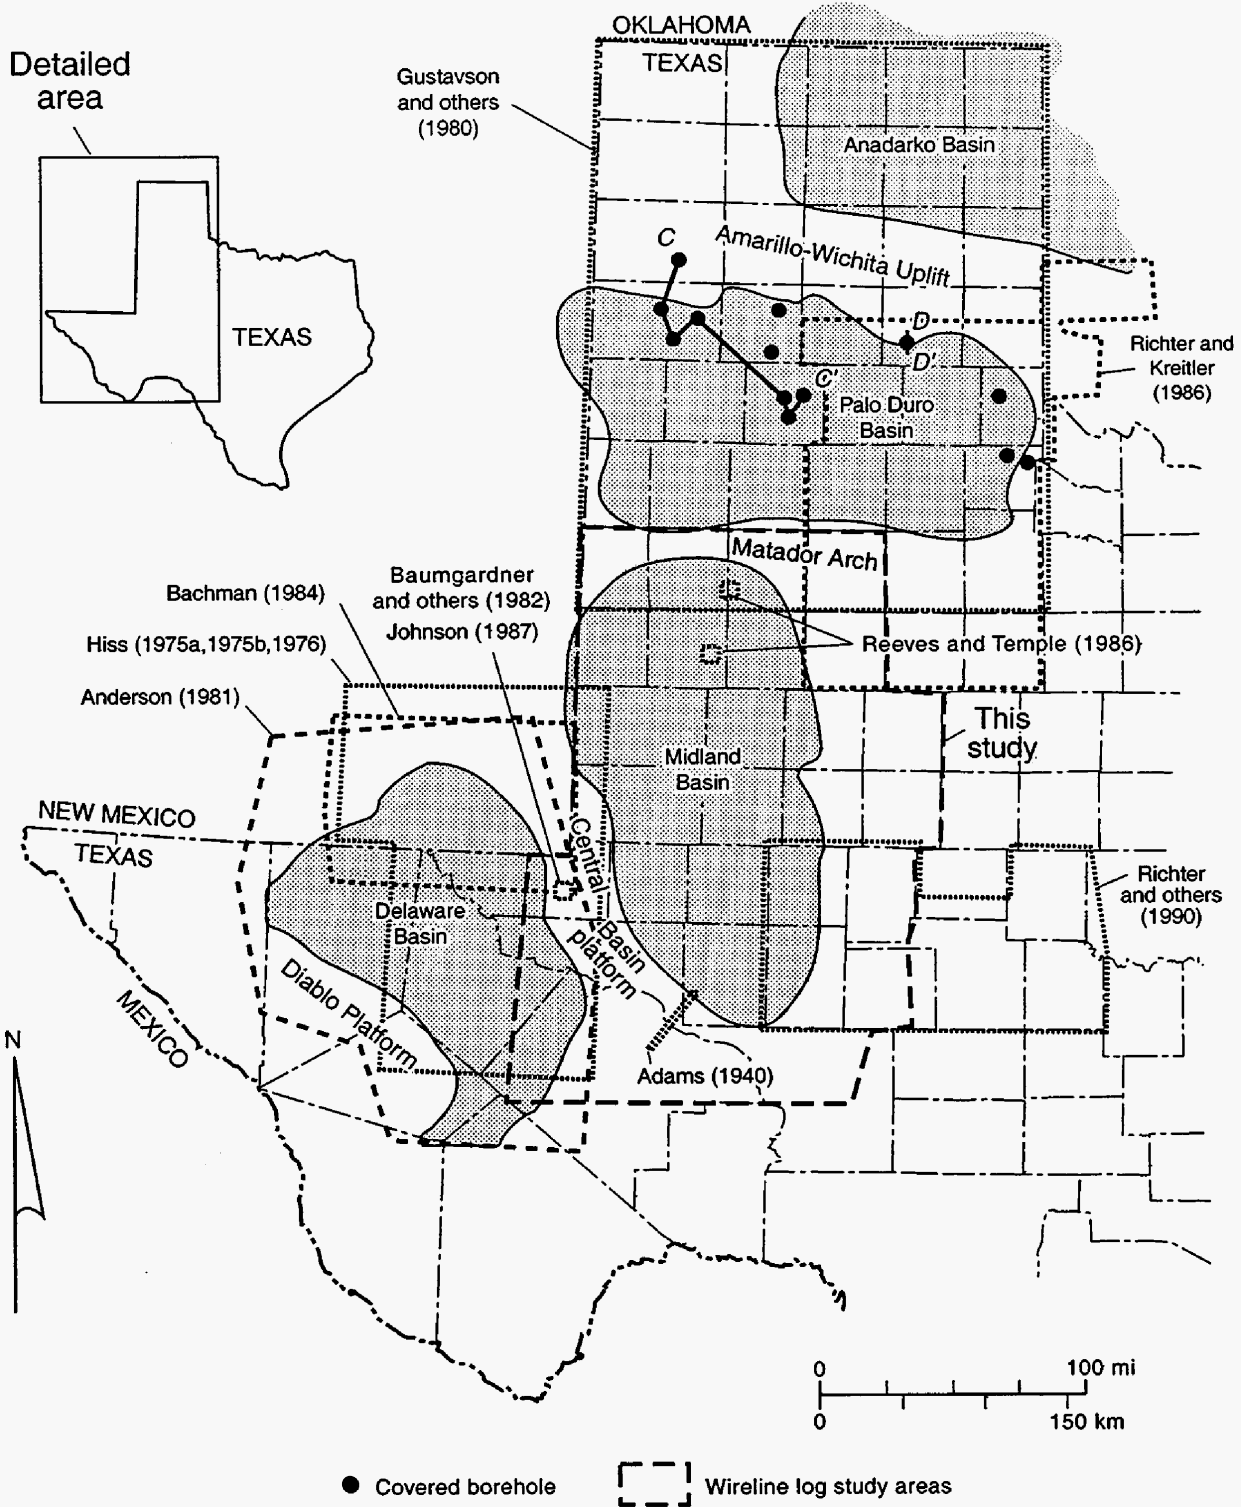 OKLAHOMA
TEXAS
Detailed
area
Gustavson
and others
(1980)
Anadarko Basin
C
Amarillo-Wichita Uplift
TEXAS
D
D'
Richter and
Kreitler
(1986)
C'
Palo Duro
Basin
Matador Arch
Baumgardner
and others (1982)
Johnson (1987)
Bachman (1984)
Hiss (1975a,1975b,1976)
Anderson (1981)
Reeves and Temple (1986)
This
study
Midland
Basin
NEW MEXICO
TEXAS
Central
Basin
platform
Delaware
Basin
Richter
and others
(1990)
Diablo Platform
MEXICO
N
Adams (1940)
0
100 mi
0
150 km
Covered borehole
Wireline log study areas